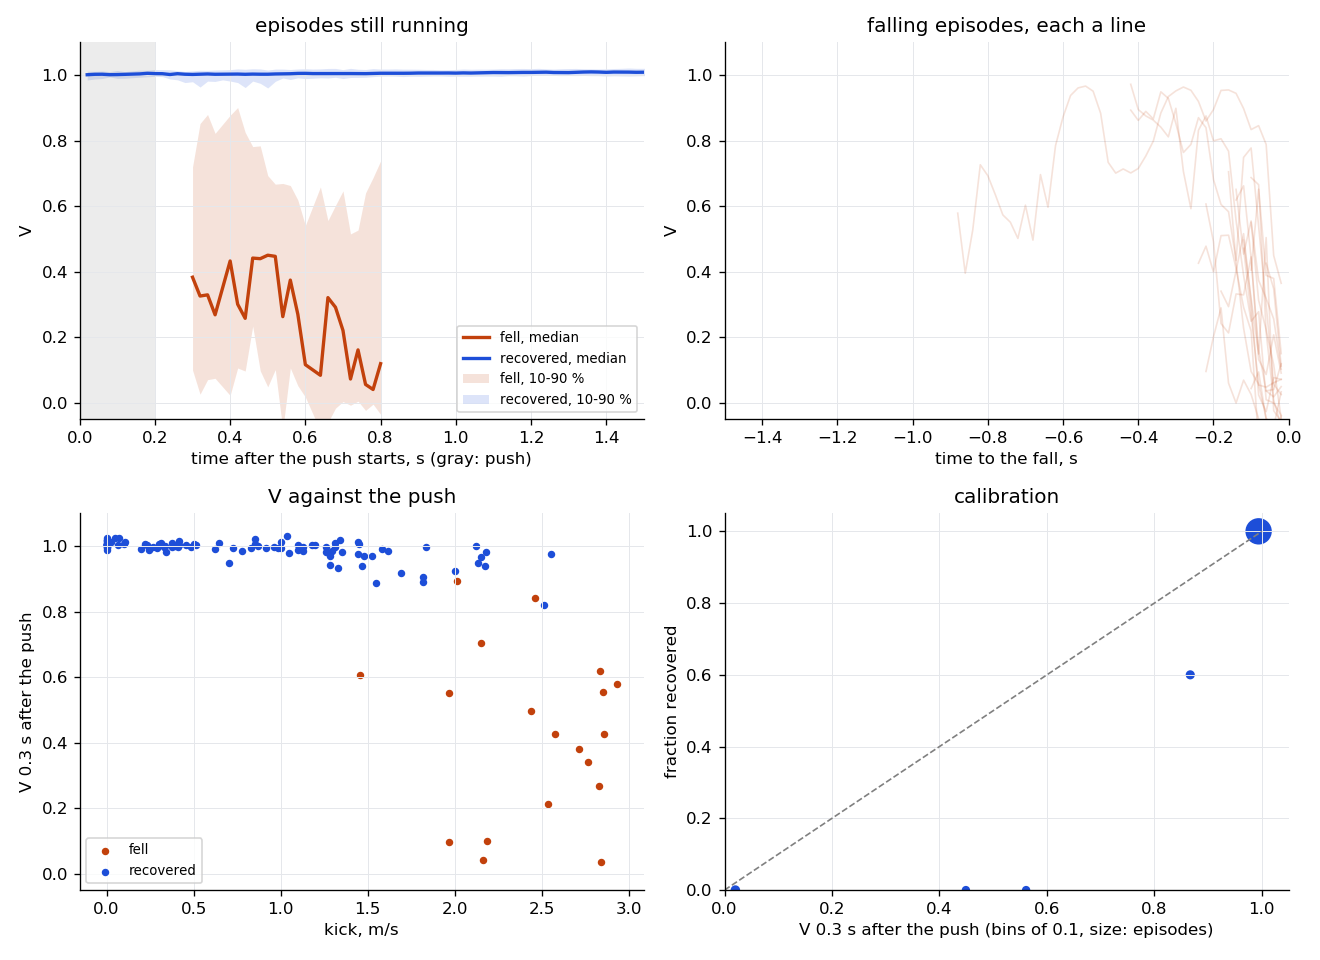 episodes still running
V
1.0
0.8
0.6
0.4
0.2
0.0
fell, median
recovered, median
fell, 10-90 %
recovered, 10-90 %
0.0 0.2 0.4 0.6 0.8 1.0 1.2 1.4
time after the push starts, s (gray: push)
falling episodes, each a line
V
1.0
0.8
0.6
0.4
0.2
0.0
−1.4 −1.2 −1.0 −0.8 −0.6 −0.4 −0.2 0.0
time to the fall, s
V against the push
V 0.3 s after the push
1.0
0.8
0.6
0.4
0.2
0.0
fell
recovered
0.0 0.5 1.0 1.5 2.0 2.5 3.0
kick, m/s
calibration
fraction recovered
1.0
0.8
0.6
0.4
0.2
0.0
0.0 0.2 0.4 0.6 0.8 1.0
V 0.3 s after the push (bins of 0.1, size: episodes)